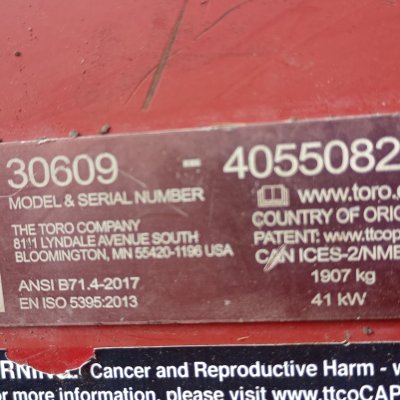 30609 - 4055082
MODEL & SERIAL NUMBER
www.toro.
THE TORO COMPANY
8111 LYNDALE AVENUE SOUTH
BLOOMINGTON, MN 55420-1196 USA
COUNTRY OF ORIG
PATENT: www.ttcop
CAN ICES-2/NMB
ANSI B71.4-2017
EN ISO 5395:2013
1907 kg
41 kW
RNING: Cancer and Reproductive Harm - w
r more information, please visit www.ttcoCAP